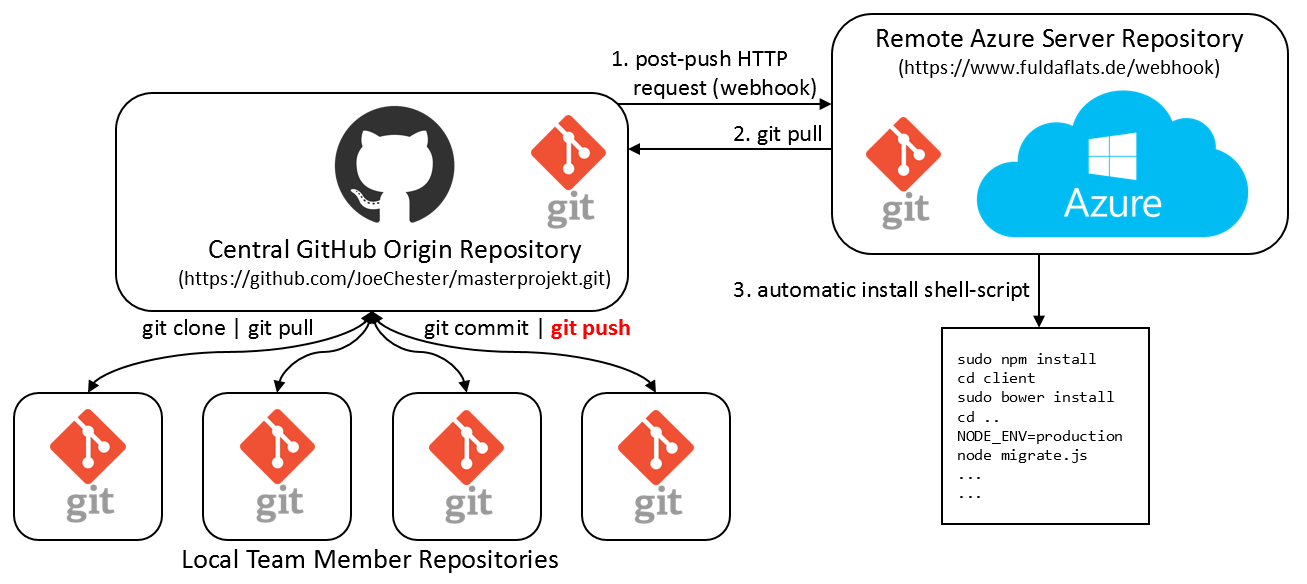 Remote Azure Server Repository
(https://www.fuldaflats.de/webhook)
1. post-push HTTP
request (webhook)
2. git pull
git
git
Azure
Central GitHub Origin Repository
(https://github.com/JoeChester/masterprojekt.git)
3. automatic install shell-script
git clone | git pull
git commit | git push
sudo npm install
cd client
sudo bower install
cd ..
NODE_ENV=production
node migrate.js
...
...
git
git
git
git
Local Team Member Repositories